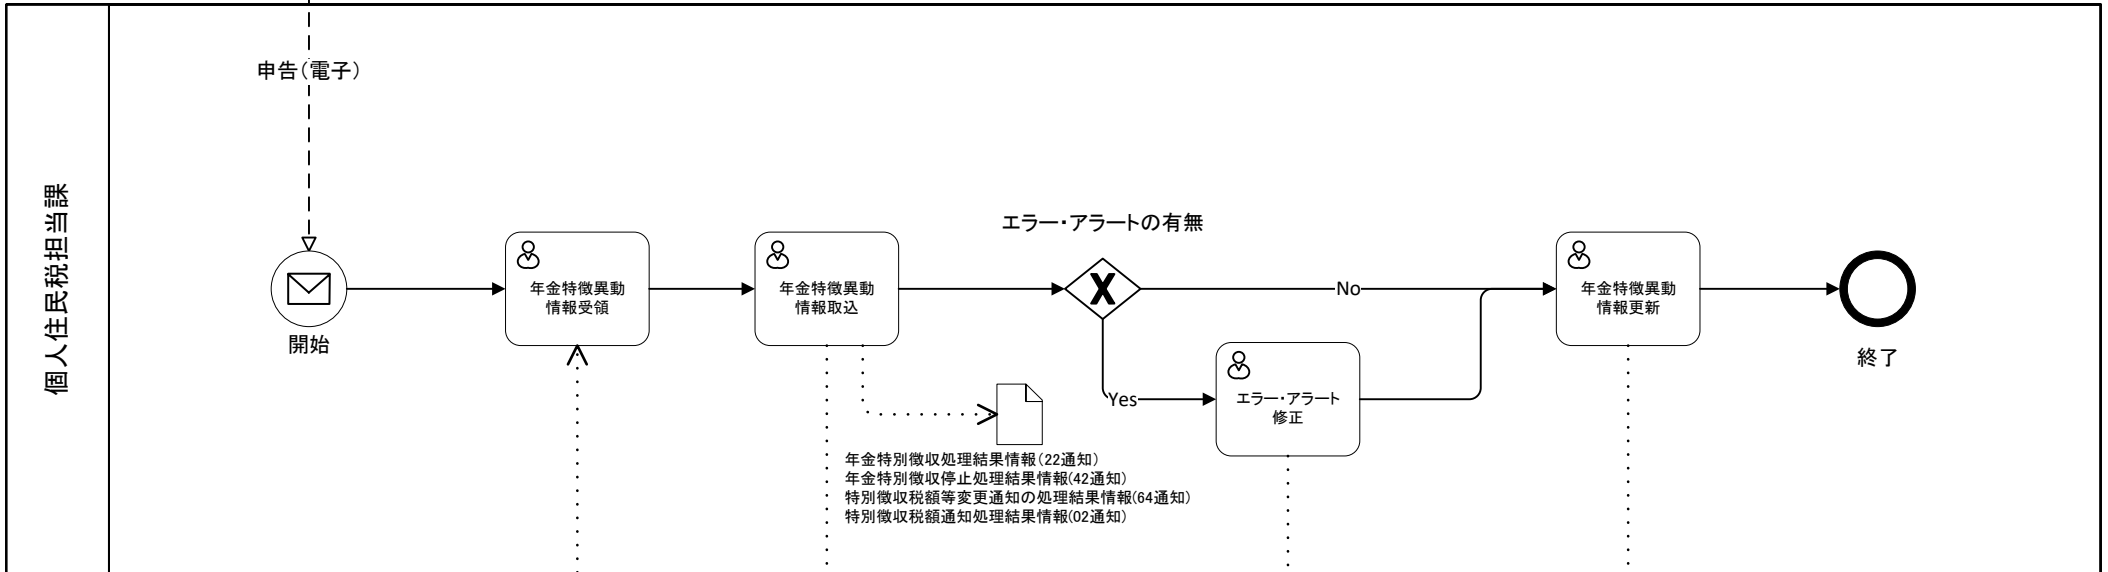 申告(電子)
個人住民税担当課
開始
年金特徴異動
情報受領
年金特徴異動
情報取込
年金特別徴収処理結果情報(22通知)
年金特別徴収停止処理結果情報(42通知)
特別徴収税額等変更通知の処理結果情報(64通知)
特別徴収税額通知処理結果情報(02通知)
エラー・アラートの有無
X
No
Yes
エラー・アラート
修正
年金特徴異動
情報更新
終了